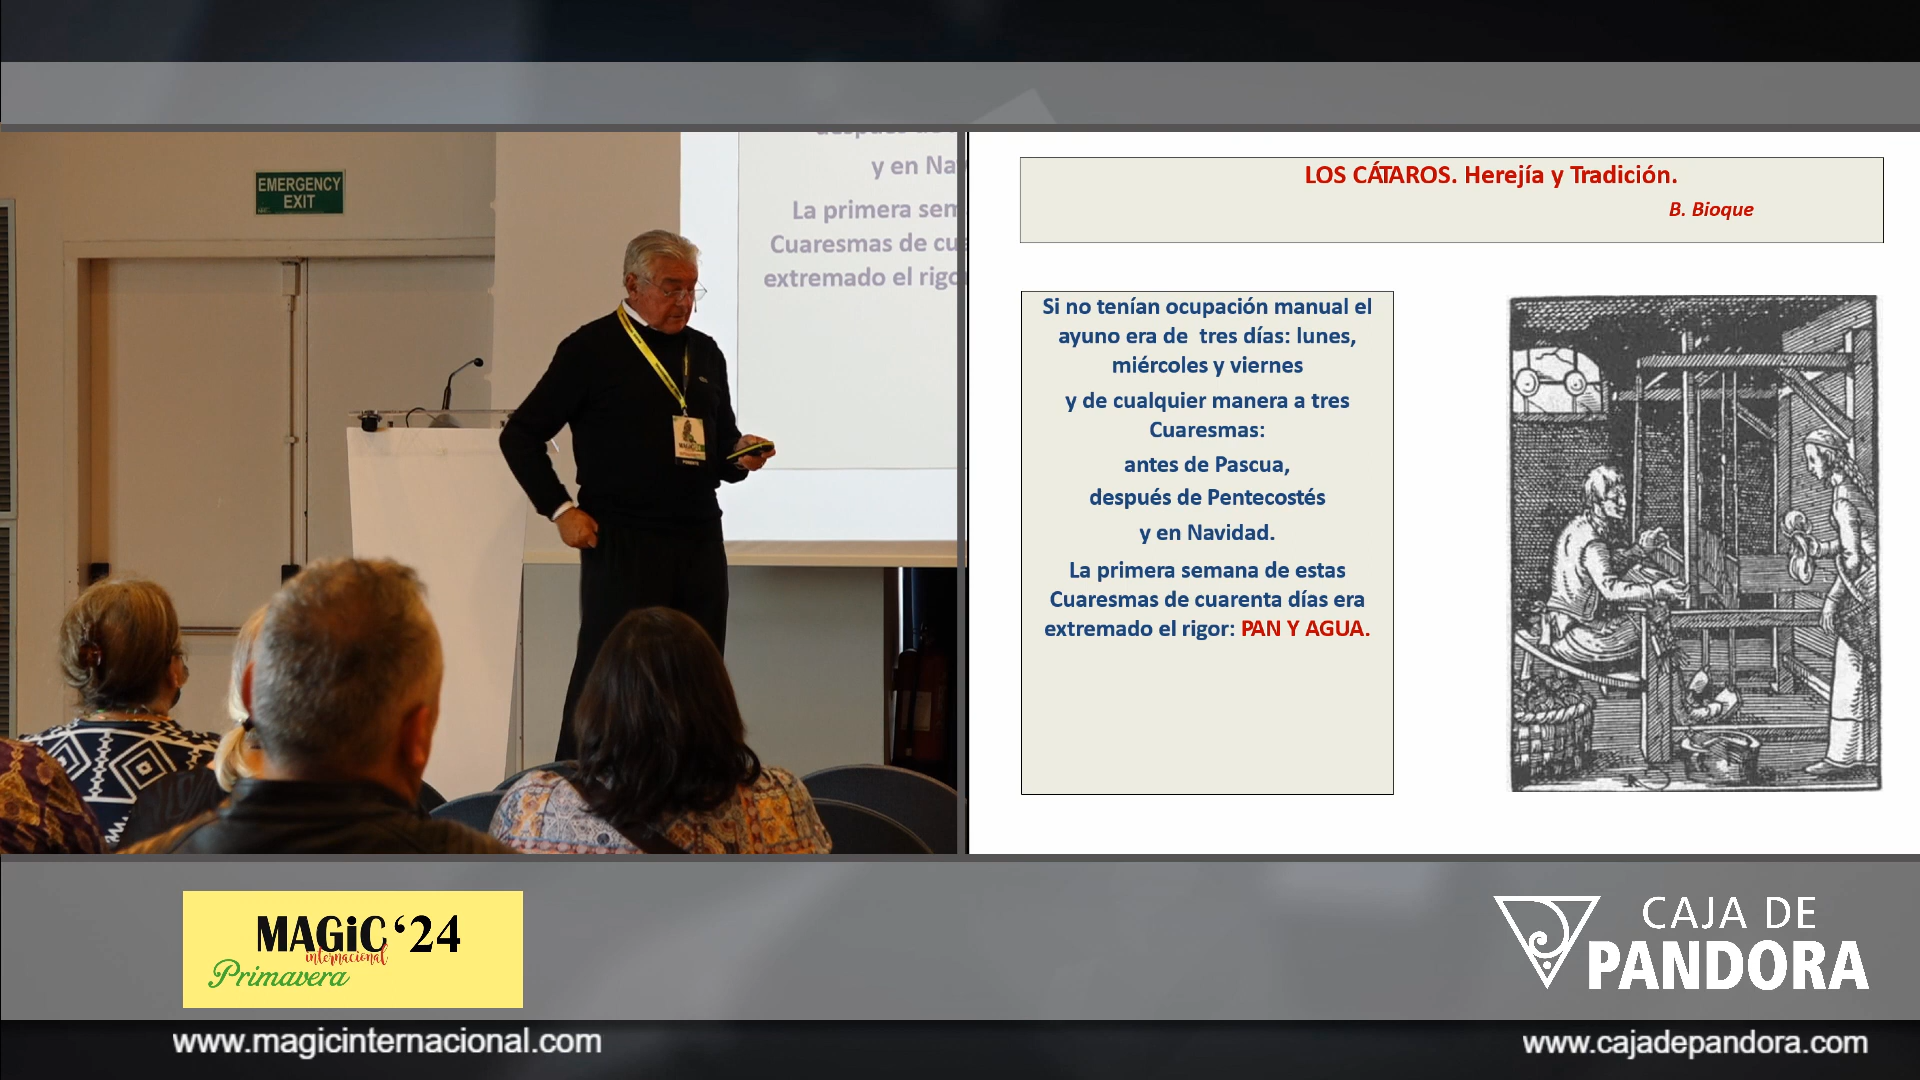 EMERGENCY
EXIT
y en Na
La primera sem
Cuaresmas de cu
extremado el rigo
LOS CÁTAROS. Herejía y Tradición.
B. Bioque
Si no tenían ocupación manual el
ayuno era de tres días: lunes,
miércoles y viernes
y de cualquier manera a tres
Cuaresmas:
antes de Pascua,
después de Pentecostés
y en Navidad.
La primera semana de estas
Cuaresmas de cuarenta días era
extremado el rigor: PAN Y AGUA.
MAGiC ‘24
internacional
Primavera
CAJA DE
PANDORA
www.magicinternacional.com
www.cajadepandora.com